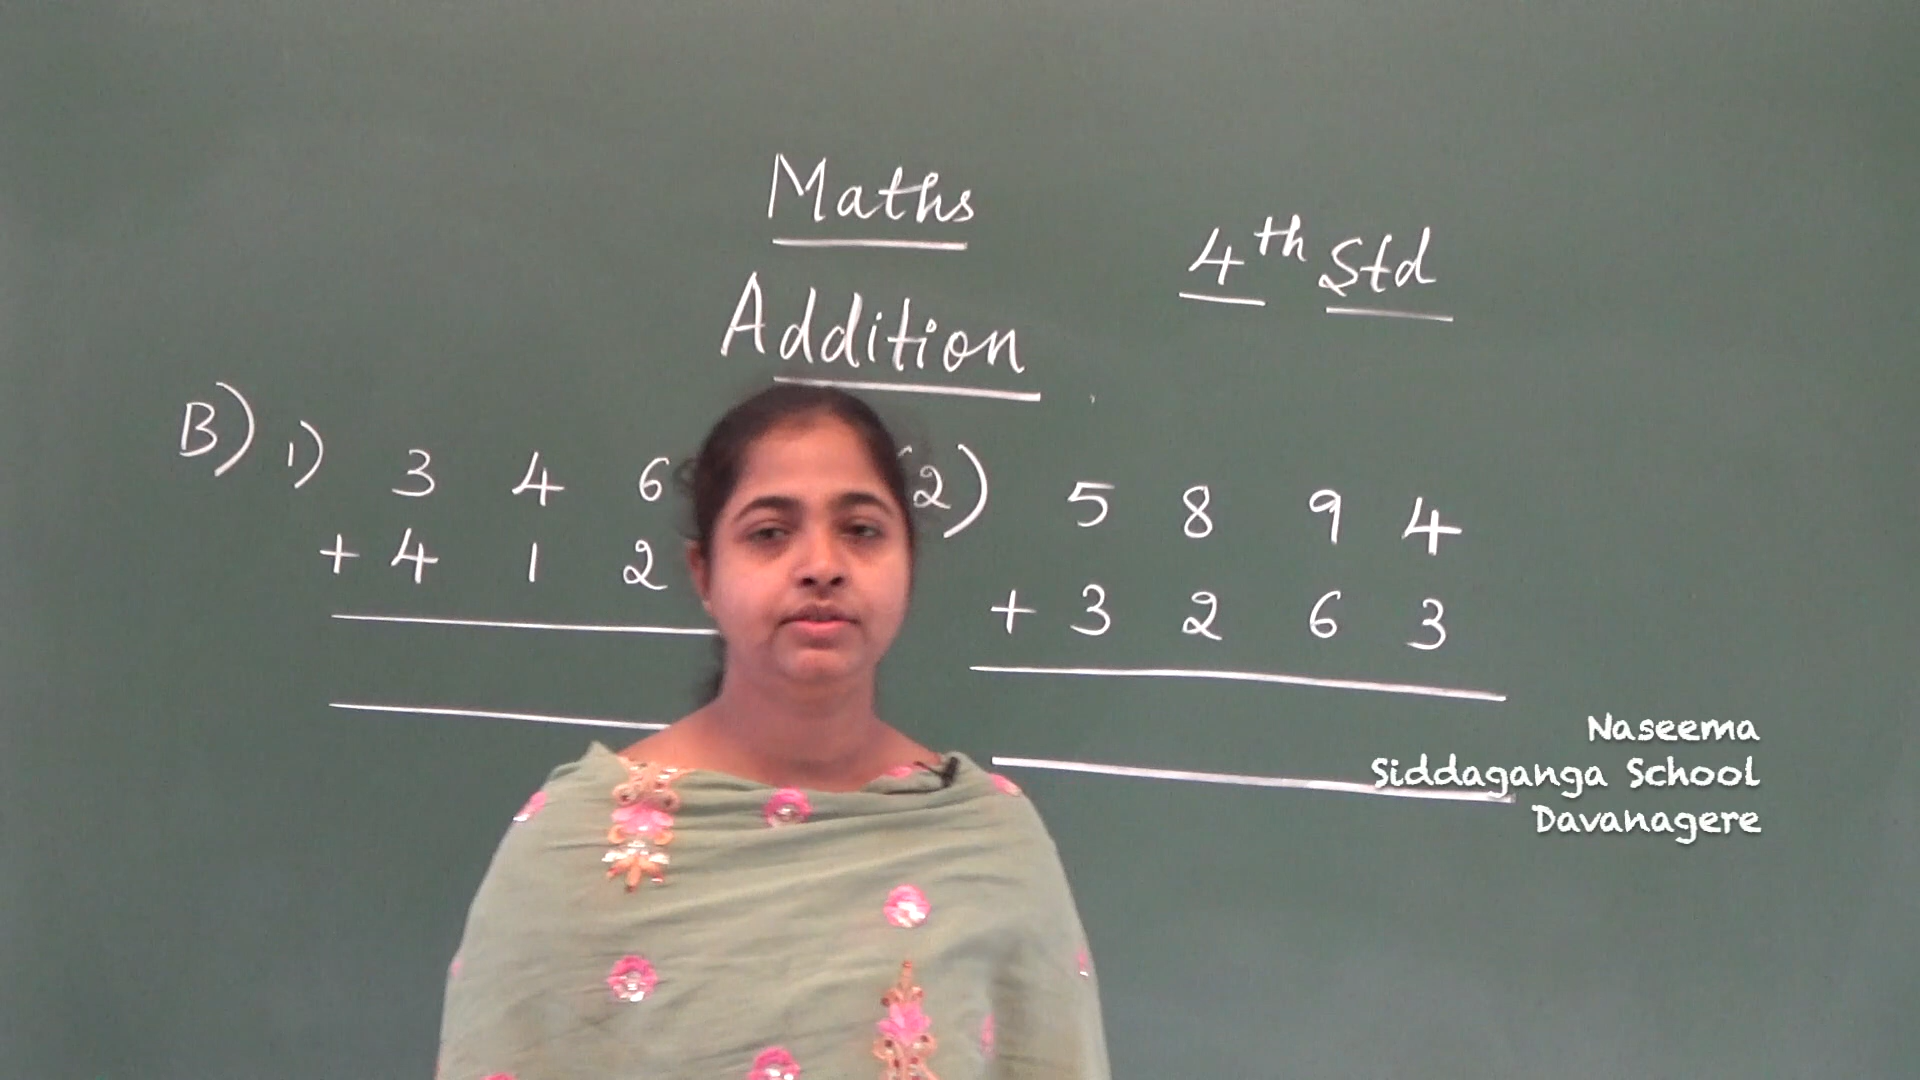 Maths
4th Std
Addition
B) 1) 3 4 6
+ 4 1 2
(2) 5 8 9 4
+ 3 2 6 3
Naseema
Siddaganga School
Davanagere